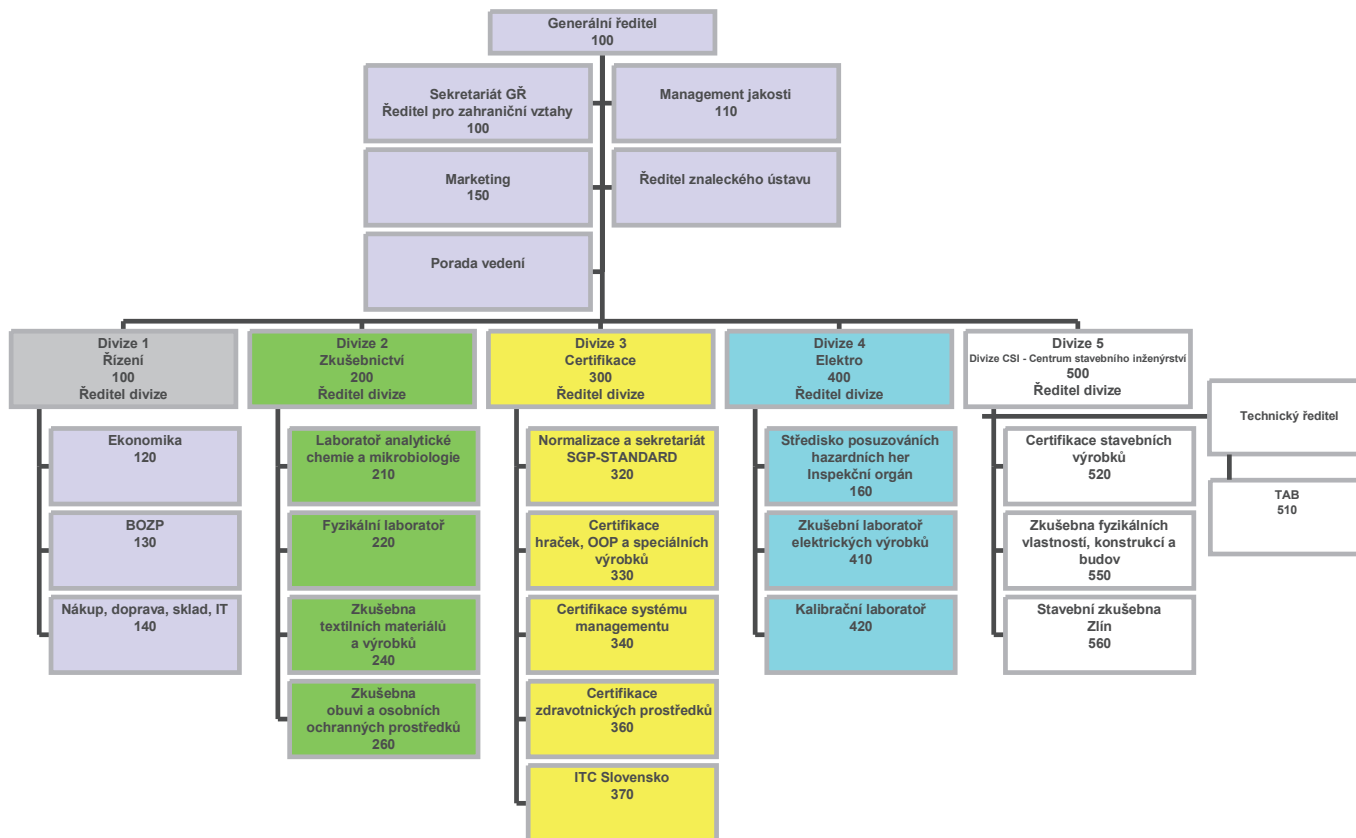 Generální ředitel
100
Sekretariát GŘ
Ředitel pro zahraniční vztahy
100
Management jakosti
110
Marketing
150
Ředitel znaleckého ústavu
Porada vedení
Divize 1
Řízení
100
Ředitel divize
Ekonomika
120
BOZP
130
Nákup, doprava, sklad, IT
140
Divize 2
Zkušebnictví
200
Ředitel divize
Laboratoř analytické
chemie a mikrobiologie
210
Fyzikální laboratoř
220
Zkušebna
textilních materiálů
a výrobků
240
Zkušebna
obuvi a osobních
ochranných prostředků
260
Divize 3
Certifikace
300
Ředitel divize
Normalizace a sekretariát
SGP-STANDARD
320
Certifikace
hraček, OOP a speciálních
výrobků
330
Certifikace systému
managementu
340
Certifikace
zdravotnických prostředků
360
ITC Slovensko
370
Divize 4
Elektro
400
Ředitel divize
Středisko posuzováních
hazardních her
Inspekční orgán
160
Zkušební laboratoř
elektrických výrobků
410
Kalibrační laboratoř
420
Divize 5
Divize CSI - Centrum stavebního inženýrství
500
Ředitel divize
Technický ředitel
TAB
510
Certifikace stavebních
výrobků
520
Zkušebna fyzikálních
vlastností, konstrukcí a
budov
550
Stavební zkušebna
Zlín
560